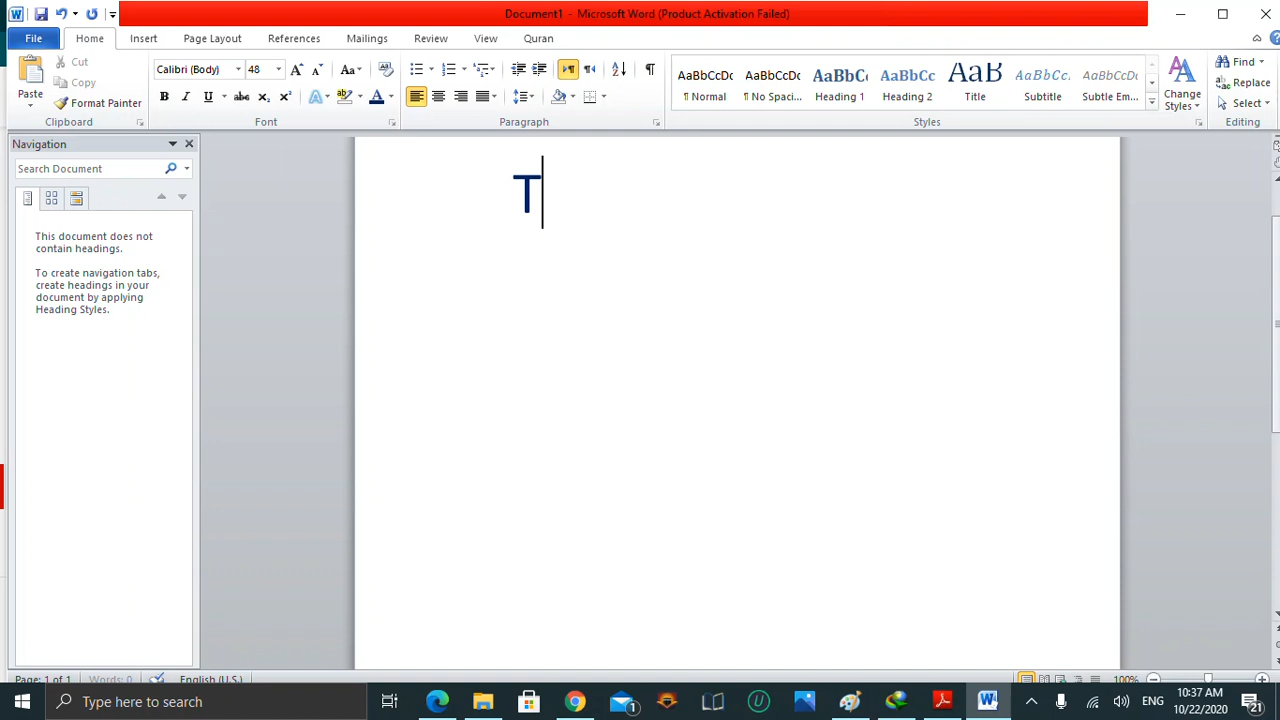 Document1 - Microsoft Word (Product Activation Failed)
File Home Insert Page Layout References Mailings Review View Quran
Paste
Cut
Copy
Format Painter
Clipboard
Calibri (Body) 48
Font
Paragraph
AaBbCcDc AaBbCcDc AaBbC AaBbCc AaB AaBbCc. AaBbCcDc
¶ Normal ¶ No Spaci... Heading 1 Heading 2 Title Subtitle Subtle Em...
Change Styles
Styles
Find
Replace
Select
Editing
Navigation
Search Document
This document does not
contain headings.
To create navigation tabs,
create headings in your
document by applying
Heading Styles.
T
Page: 1 of 1 Words: 0 English (U.S.) 100%
Type here to search
1
ENG
10:37 AM
10/22/2020
21